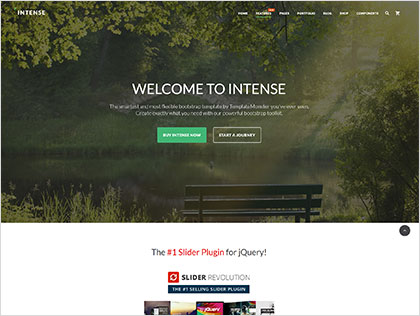 INTENSE
HOME FEATURES PAGES PORTFOLIO BLOG SHOP COMPONENTS
WELCOME TO INTENSE
The smartest and most flexible bootstrap template by TemplateMonster you've ever seen.
Create exactly what you need with our powerful bootstrap toolkit.
BUY INTENSE NOW
START A JOURNEY
The #1 Slider Plugin for jQuery!
SLIDER REVOLUTION
THE #1 SELLING SLIDER PLUGIN
jQuery